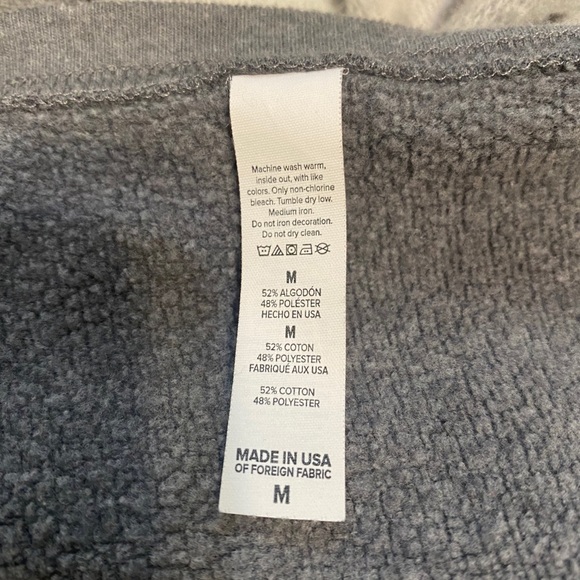 Machine wash warm,
inside out, with like
colors. Only non-chlorine
bleach. Tumble dry low.
Medium iron.
Do not iron decoration.
Do not dry clean.
M
52% ALGODÓN
48% POLÉSTER
HECHO EN USA
M
52% COTON
48% POLYESTER
FABRIQUÉ AUX USA
52% COTTON
48% POLYESTER
MADE IN USA
OF FOREIGN FABRIC
M